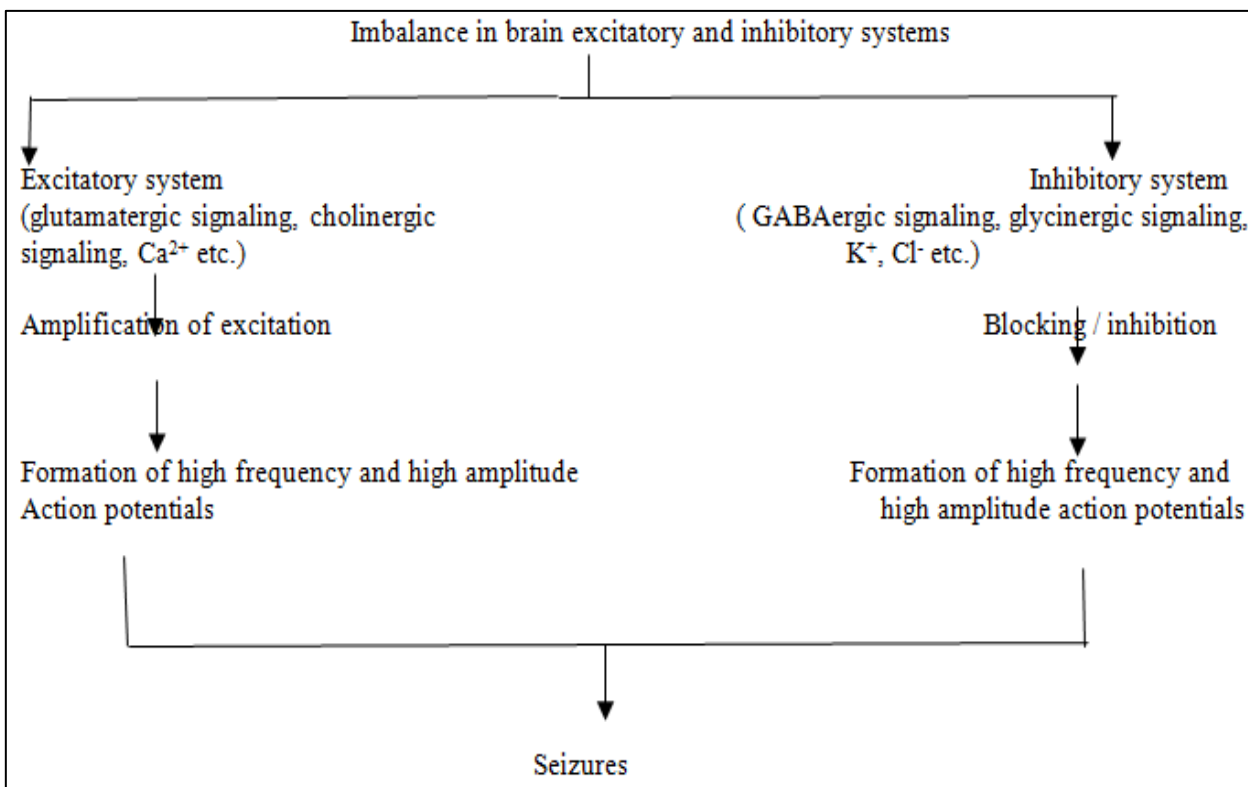 Imbalance in brain excitatory and inhibitory systems
Excitatory system
(glutamatergic signaling, cholinergic
signaling, Ca²⁺ etc.)
Inhibitory system
( GABAergic signaling, glycinergic signaling,
K⁺, Cl⁻ etc.)
Amplification of excitation
Blocking / inhibition
Formation of high frequency and high amplitude
Action potentials
Formation of high frequency and
high amplitude action potentials
Seizures